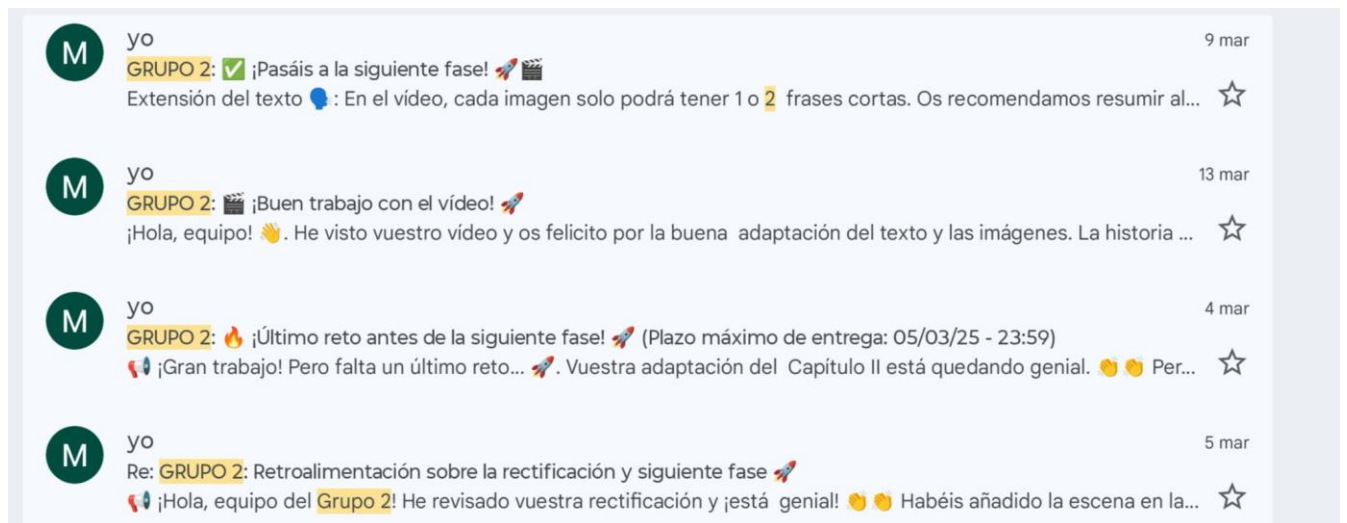 M
yo
9 mar
GRUPO 2: ✅ ¡Pasáis a la siguiente fase! 🚀🎬
Extensión del texto 🗣️: En el vídeo, cada imagen solo podrá tener 1 o 2 frases cortas. Os recomendamos resumir al...
M
yo
13 mar
GRUPO 2: 🎬 ¡Buen trabajo con el vídeo! 🚀
¡Hola, equipo! 👋. He visto vuestro vídeo y os felicito por la buena adaptación del texto y las imágenes. La historia ...
M
yo
4 mar
GRUPO 2: 🔥 ¡Último reto antes de la siguiente fase! 🚀 (Plazo máximo de entrega: 05/03/25 - 23:59)
📢 ¡Gran trabajo! Pero falta un último reto... 🚀. Vuestra adaptación del Capítulo II está quedando genial. 👏👏 Per...
M
yo
5 mar
Re: GRUPO 2: Retroalimentación sobre la rectificación y siguiente fase 🚀
📢 ¡Hola, equipo del Grupo 2! He revisado vuestra rectificación y ¡está genial! 👏👏 Habéis añadido la escena en la...